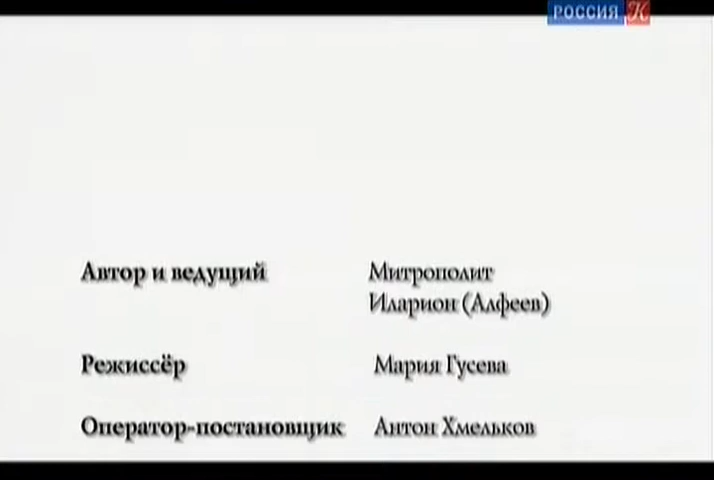 РОССИЯ К
Автор и ведущий Митрополит
Иларион (Алфеев)
Режиссёр Мария Гусева
Оператор-постановщик Антон Хмельков